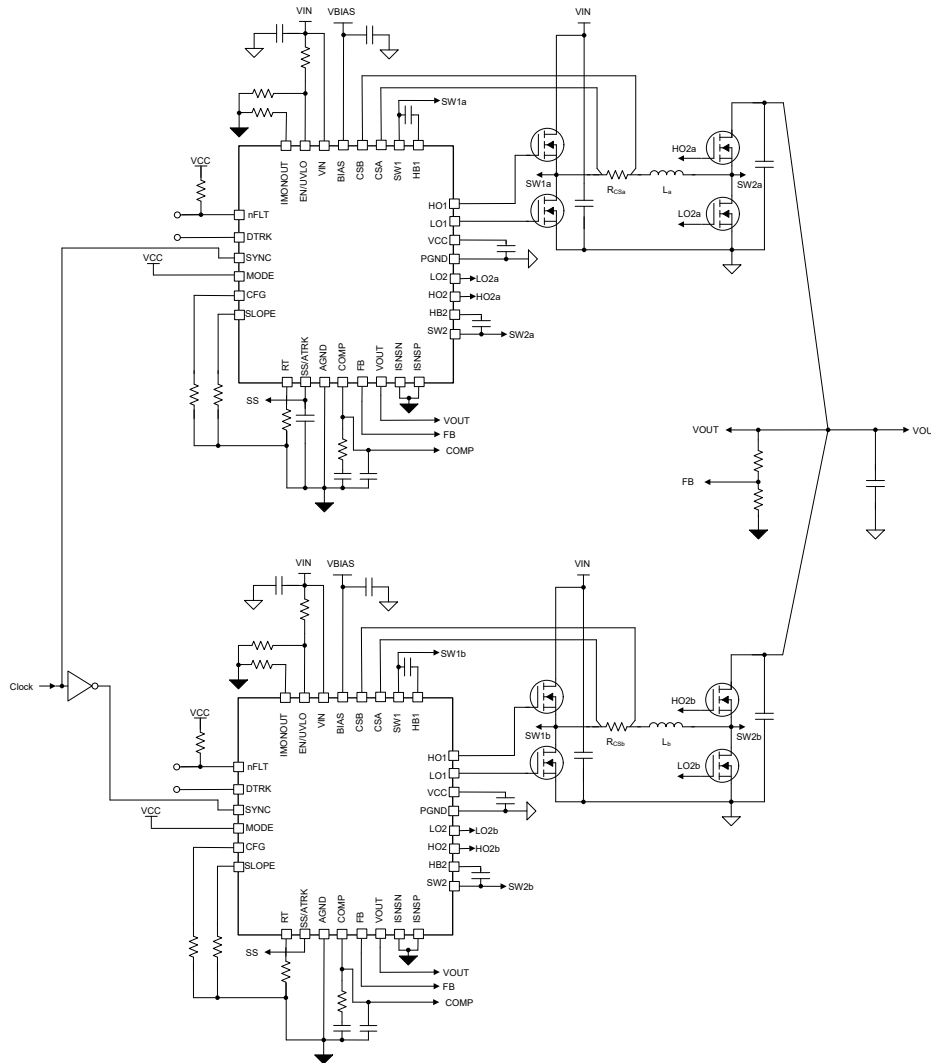 VIN
VBIAS
VIN
SW1a
VCC
IMONOUT
EN/UVLO
VIN
BIAS
CSB
CSA
SW1
HB1
nFLT
DTRK
SYNC
VCC
MODE
CFG
SLOPE
HO1
LO1
VCC
PGND
LO2
LO2a
HO2
HO2a
HB2
SW2
SW2a
RT
SS/ATRK
AGND
COMP
FB
VOUT
ISNSN
ISNSP
SS
VOUT
FB
COMP
SW1a
RCSa
La
HO2a
SW2a
LO2a
VOUT
VOU
FB
Clock
VIN
VBIAS
VIN
SW1b
VCC
IMONOUT
EN/UVLO
VIN
BIAS
CSB
CSA
SW1
HB1
nFLT
DTRK
SYNC
VCC
MODE
CFG
SLOPE
HO1
LO1
VCC
PGND
LO2
LO2b
HO2
HO2b
HB2
SW2
SW2b
RT
SS/ATRK
AGND
COMP
FB
VOUT
ISNSN
ISNSP
SS
VOUT
FB
COMP
SW1b
RCSb
Lb
HO2b
SW2b
LO2b